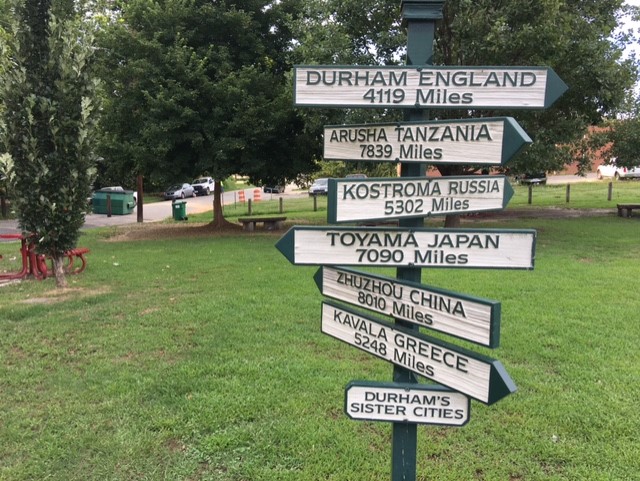 DURHAM ENGLAND
4119 Miles
ARUSHA TANZANIA
7839 Miles
KOSTROMA RUSSIA
5302 Miles
TOYAMA JAPAN
7090 Miles
ZHUZHOU CHINA
8010 Miles
KAVALA GREECE
5248 Miles
DURHAM'S
SISTER CITIES